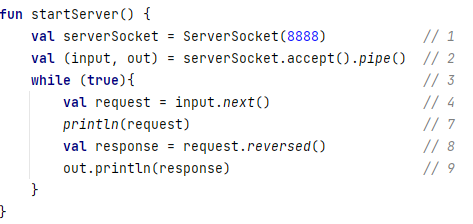 fun startServer() {
    val serverSocket = ServerSocket(8888)            // 1
    val (input, out) = serverSocket.accept().pipe()  // 2
    while (true){                                    // 3
        val request = input.next()                   // 4
        println(request)                             // 7
        val response = request.reversed()            // 8
        out.println(response)                        // 9
    }
}